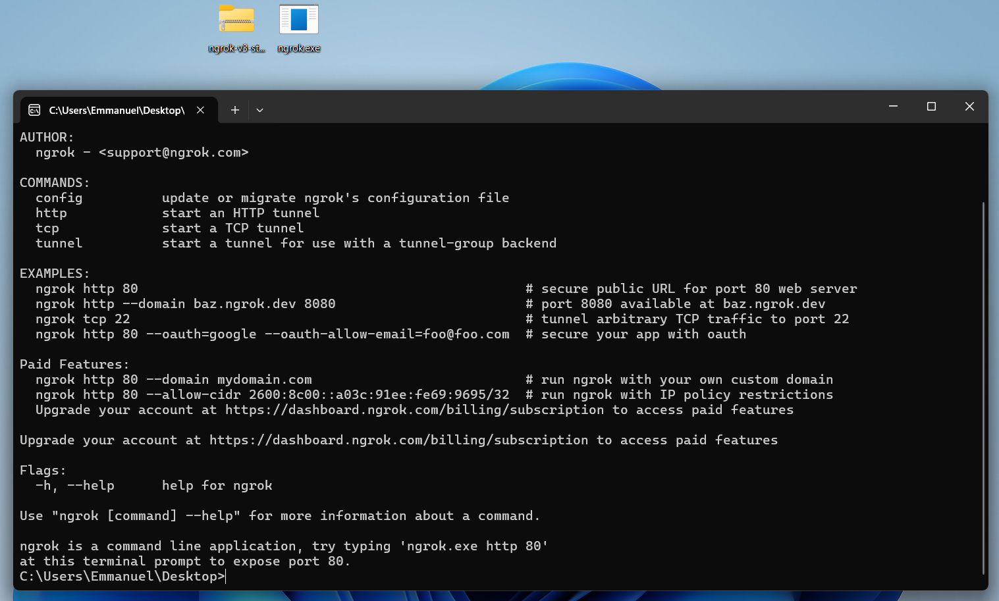 ngrok-v3-st...
ngrok.exe
C:\Users\Emmanuel\Desktop\
AUTHOR:
ngrok - <support@ngrok.com>
COMMANDS:
config update or migrate ngrok's configuration file
http start an HTTP tunnel
tcp start a TCP tunnel
tunnel start a tunnel for use with a tunnel-group backend
EXAMPLES:
ngrok http 80 # secure public URL for port 80 web server
ngrok http --domain baz.ngrok.dev 8080 # port 8080 available at baz.ngrok.dev
ngrok tcp 22 # tunnel arbitrary TCP traffic to port 22
ngrok http 80 --oauth=google --oauth-allow-email=foo@foo.com # secure your app with oauth
Paid Features:
ngrok http 80 --domain mydomain.com # run ngrok with your own custom domain
ngrok http 80 --allow-cidr 2600:8c00::a03c:91ee:fe69:9695/32 # run ngrok with IP policy restrictions
Upgrade your account at https://dashboard.ngrok.com/billing/subscription to access paid features
Upgrade your account at https://dashboard.ngrok.com/billing/subscription to access paid features
Flags:
-h, --help help for ngrok
Use "ngrok [command] --help" for more information about a command.
ngrok is a command line application, try typing 'ngrok.exe http 80'
at this terminal prompt to expose port 80.
C:\Users\Emmanuel\Desktop>